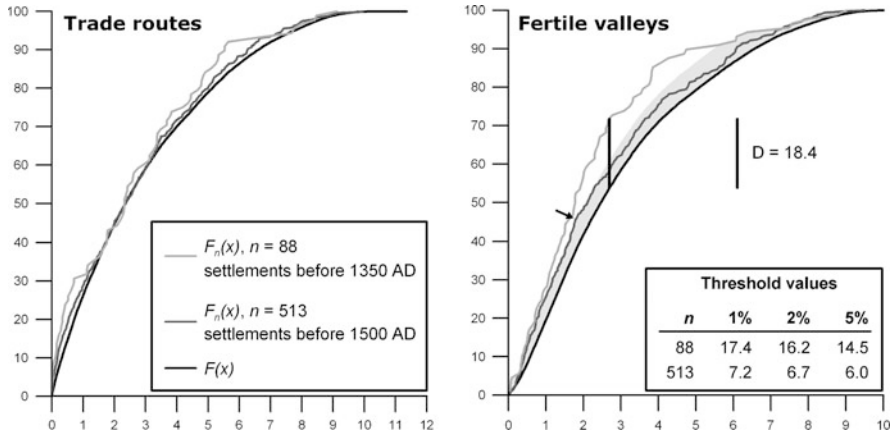 Trade routes
100
90
80
70
60
50
40
30
20
10
0
0 1 2 3 4 5 6 7 8 9 10 11 12
Fn(x), n = 88
settlements before 1350 AD
Fn(x), n = 513
settlements before 1500 AD
F(x)
Fertile valleys
100
90
80
70
60
50
40
30
20
10
0
0 1 2 3 4 5 6 7 8 9 10
D = 18.4
Threshold values
n 1% 2% 5%
88 17.4 16.2 14.5
513 7.2 6.7 6.0